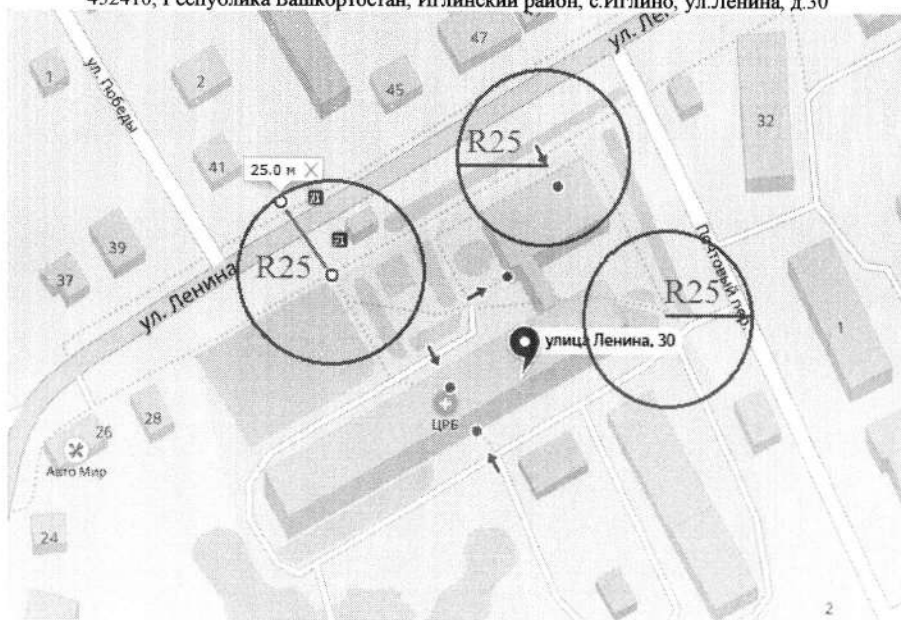 452410, Республика Башкортостан, Иглинский район, с.Иглино, ул.Ленина, д.30
ул. Ле
47
1
2
45
ул. Победы
32
R25
41
25.0 м
39
37
R25
ул. Ленина
R25
Почтовый пер.
улица Ленина, 30
1
ЦРБ
28
26
Авто Мир
24
2